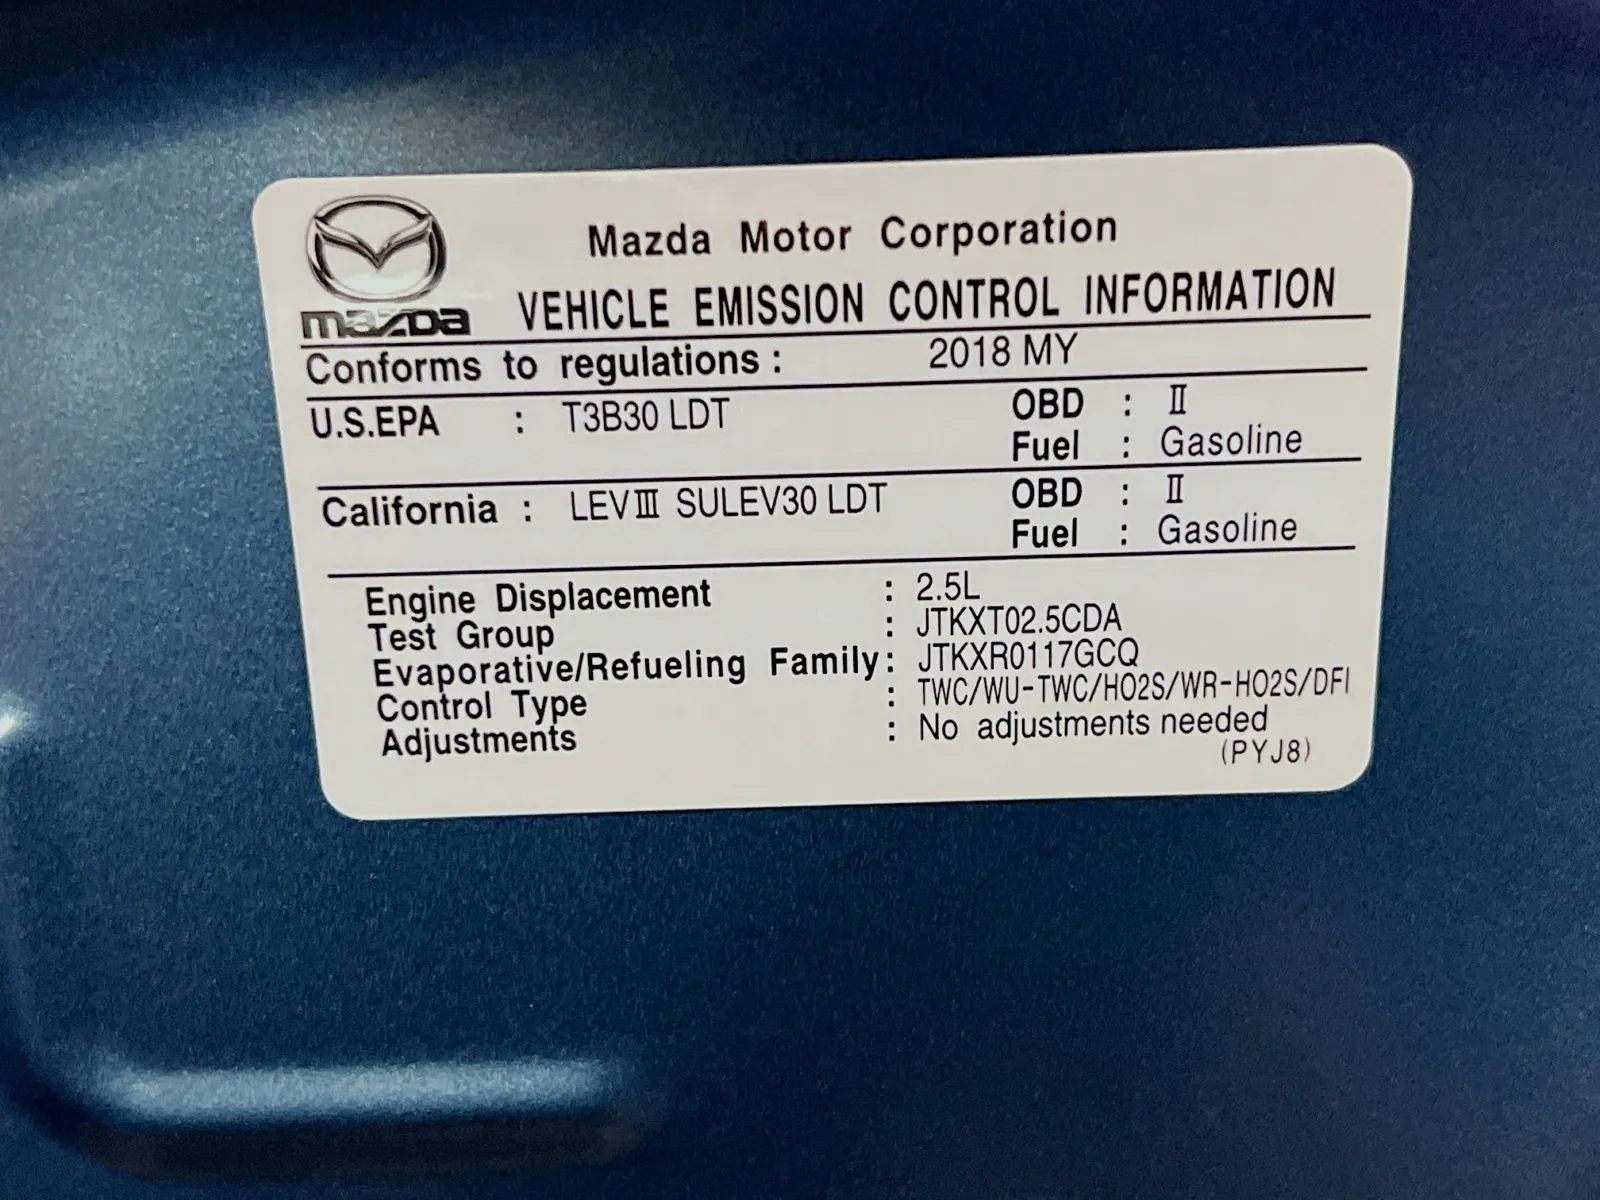 mazda
Mazda Motor Corporation
VEHICLE EMISSION CONTROL INFORMATION
Conforms to regulations : 2018 MY
U.S.EPA : T3B30 LDT OBD : Ⅱ
Fuel : Gasoline
California : LEVⅢ SULEV30 LDT OBD : Ⅱ
Fuel : Gasoline
Engine Displacement : 2.5L
Test Group : JTKXT02.5CDA
Evaporative/Refueling Family : JTKXR0117GCQ
Control Type : TWC/WU-TWC/HO2S/WR-HO2S/DFI
Adjustments : No adjustments needed
(PYJ8)